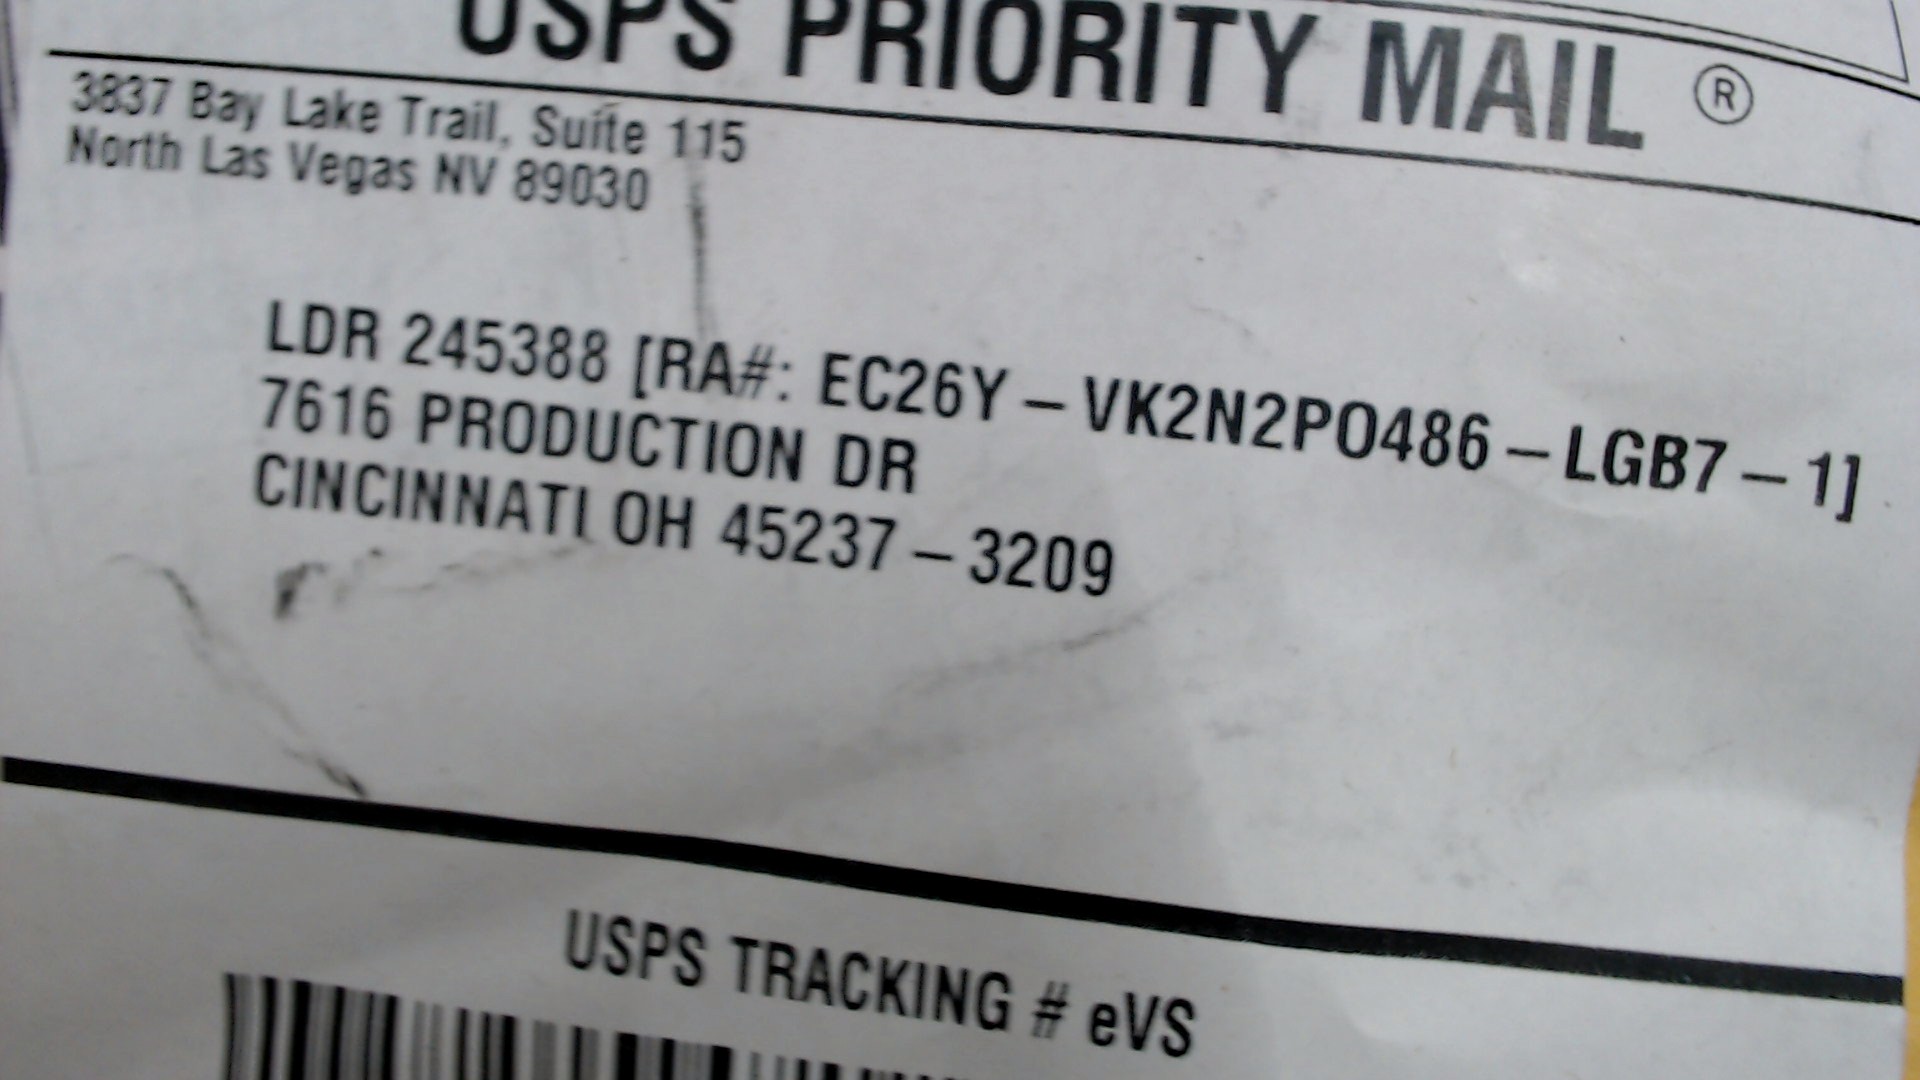 USPS PRIORITY MAIL ®
3837 Bay Lake Trail, Suite 115
North Las Vegas NV 89030
LDR 245388 [RA#: EC26Y-VK2N2PO486-LGB7-1]
7616 PRODUCTION DR
CINCINNATI OH 45237-3209
USPS TRACKING # eVS